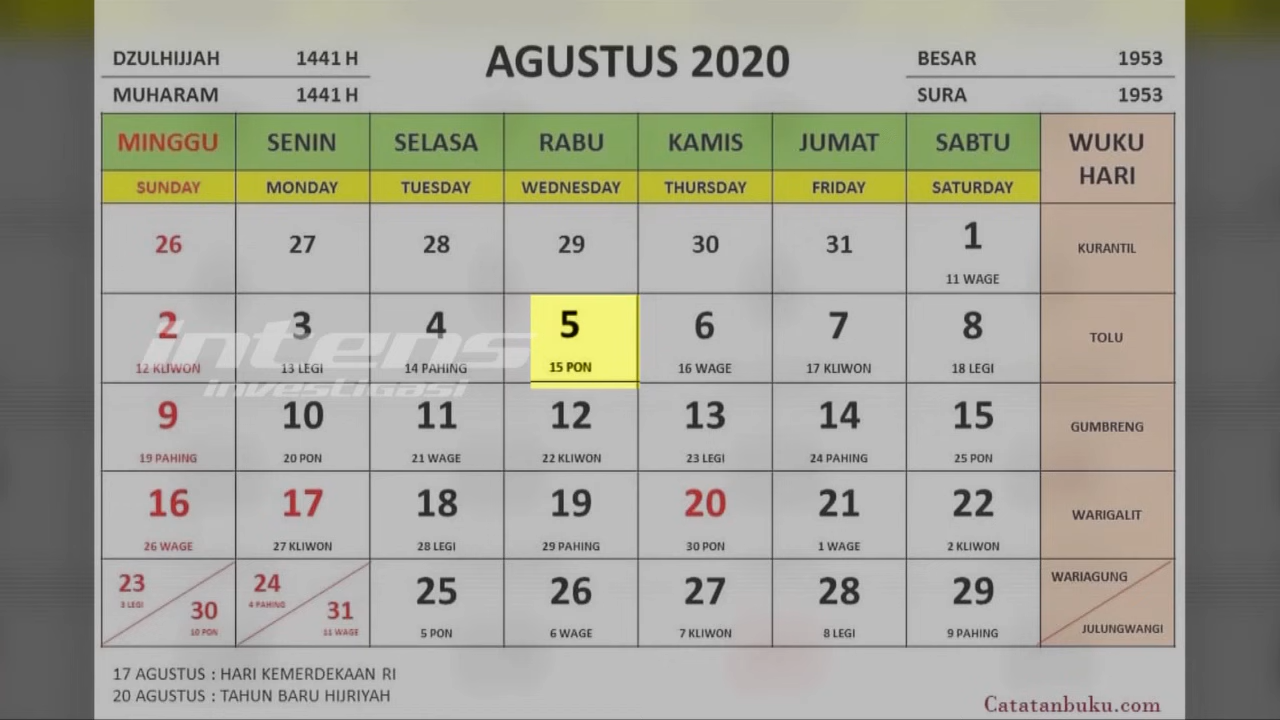 DZULHIJJAH 1441 H
MUHARAM 1441 H
AGUSTUS 2020
BESAR 1953
SURA 1953
MINGGU SENIN SELASA RABU KAMIS JUMAT SABTU WUKU HARI
SUNDAY MONDAY TUESDAY WEDNESDAY THURSDAY FRIDAY SATURDAY
26 27 28 29 30 31 1 KURANTIL
11 WAGE
2 3 4 5 6 7 8 TOLU
12 KLIWON 13 LEGI 14 PAHING 15 PON 16 WAGE 17 KLIWON 18 LEGI
intens
investigasi
9 10 11 12 13 14 15 GUMBRENG
19 PAHING 20 PON 21 WAGE 22 KLIWON 23 LEGI 24 PAHING 25 PON
16 17 18 19 20 21 22 WARIGALIT
26 WAGE 27 KLIWON 28 LEGI 29 PAHING 30 PON 1 WAGE 2 KLIWON
23 24 25 26 27 28 29 WARIAGUNG
3 LEGI 4 PAHING 5 PON 6 WAGE 7 KLIWON 8 LEGI 9 PAHING
30 31 JULUNGWANGI
10 PON 11 WAGE
17 AGUSTUS : HARI KEMERDEKAAN RI
20 AGUSTUS : TAHUN BARU HIJRIYAH
Catatanbuku.com